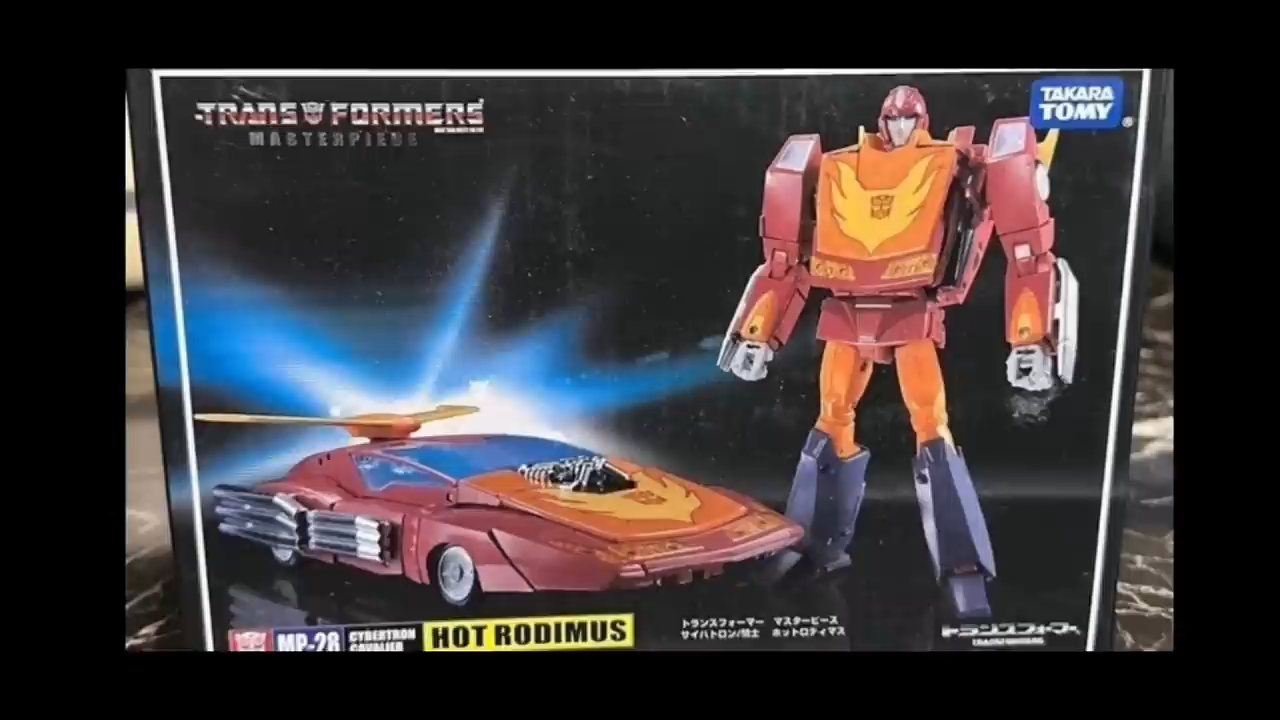 TRANSFORMERS
MASTERPIECE
TAKARA
TOMY
MP-28
CYBERTRON
CAVALIER
HOT RODIMUS
トランスフォーマー マスターピース
サイバトロン/騎士 ホットロディマス
トランスフォーマー